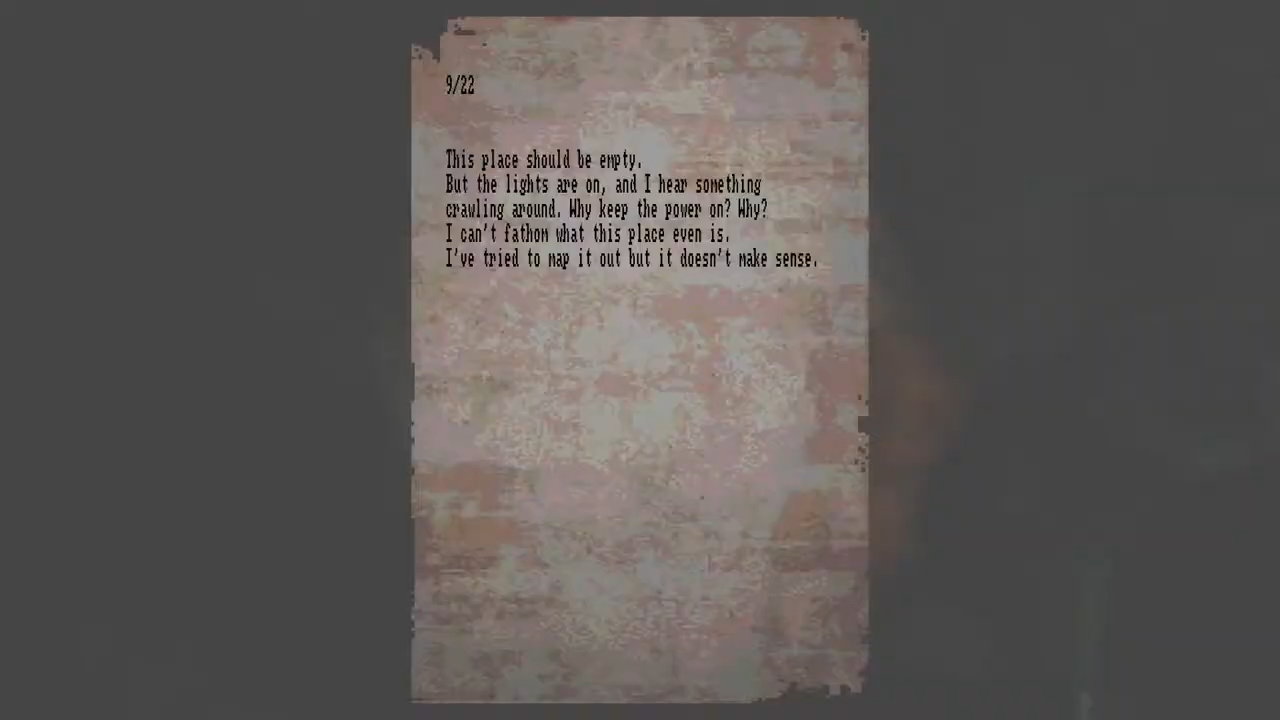 9/22
This place should be empty.
But the lights are on, and I hear something
crawling around. Why keep the power on? Why?
I can't fathom what this place even is.
I've tried to map it out but it doesn't make sense.